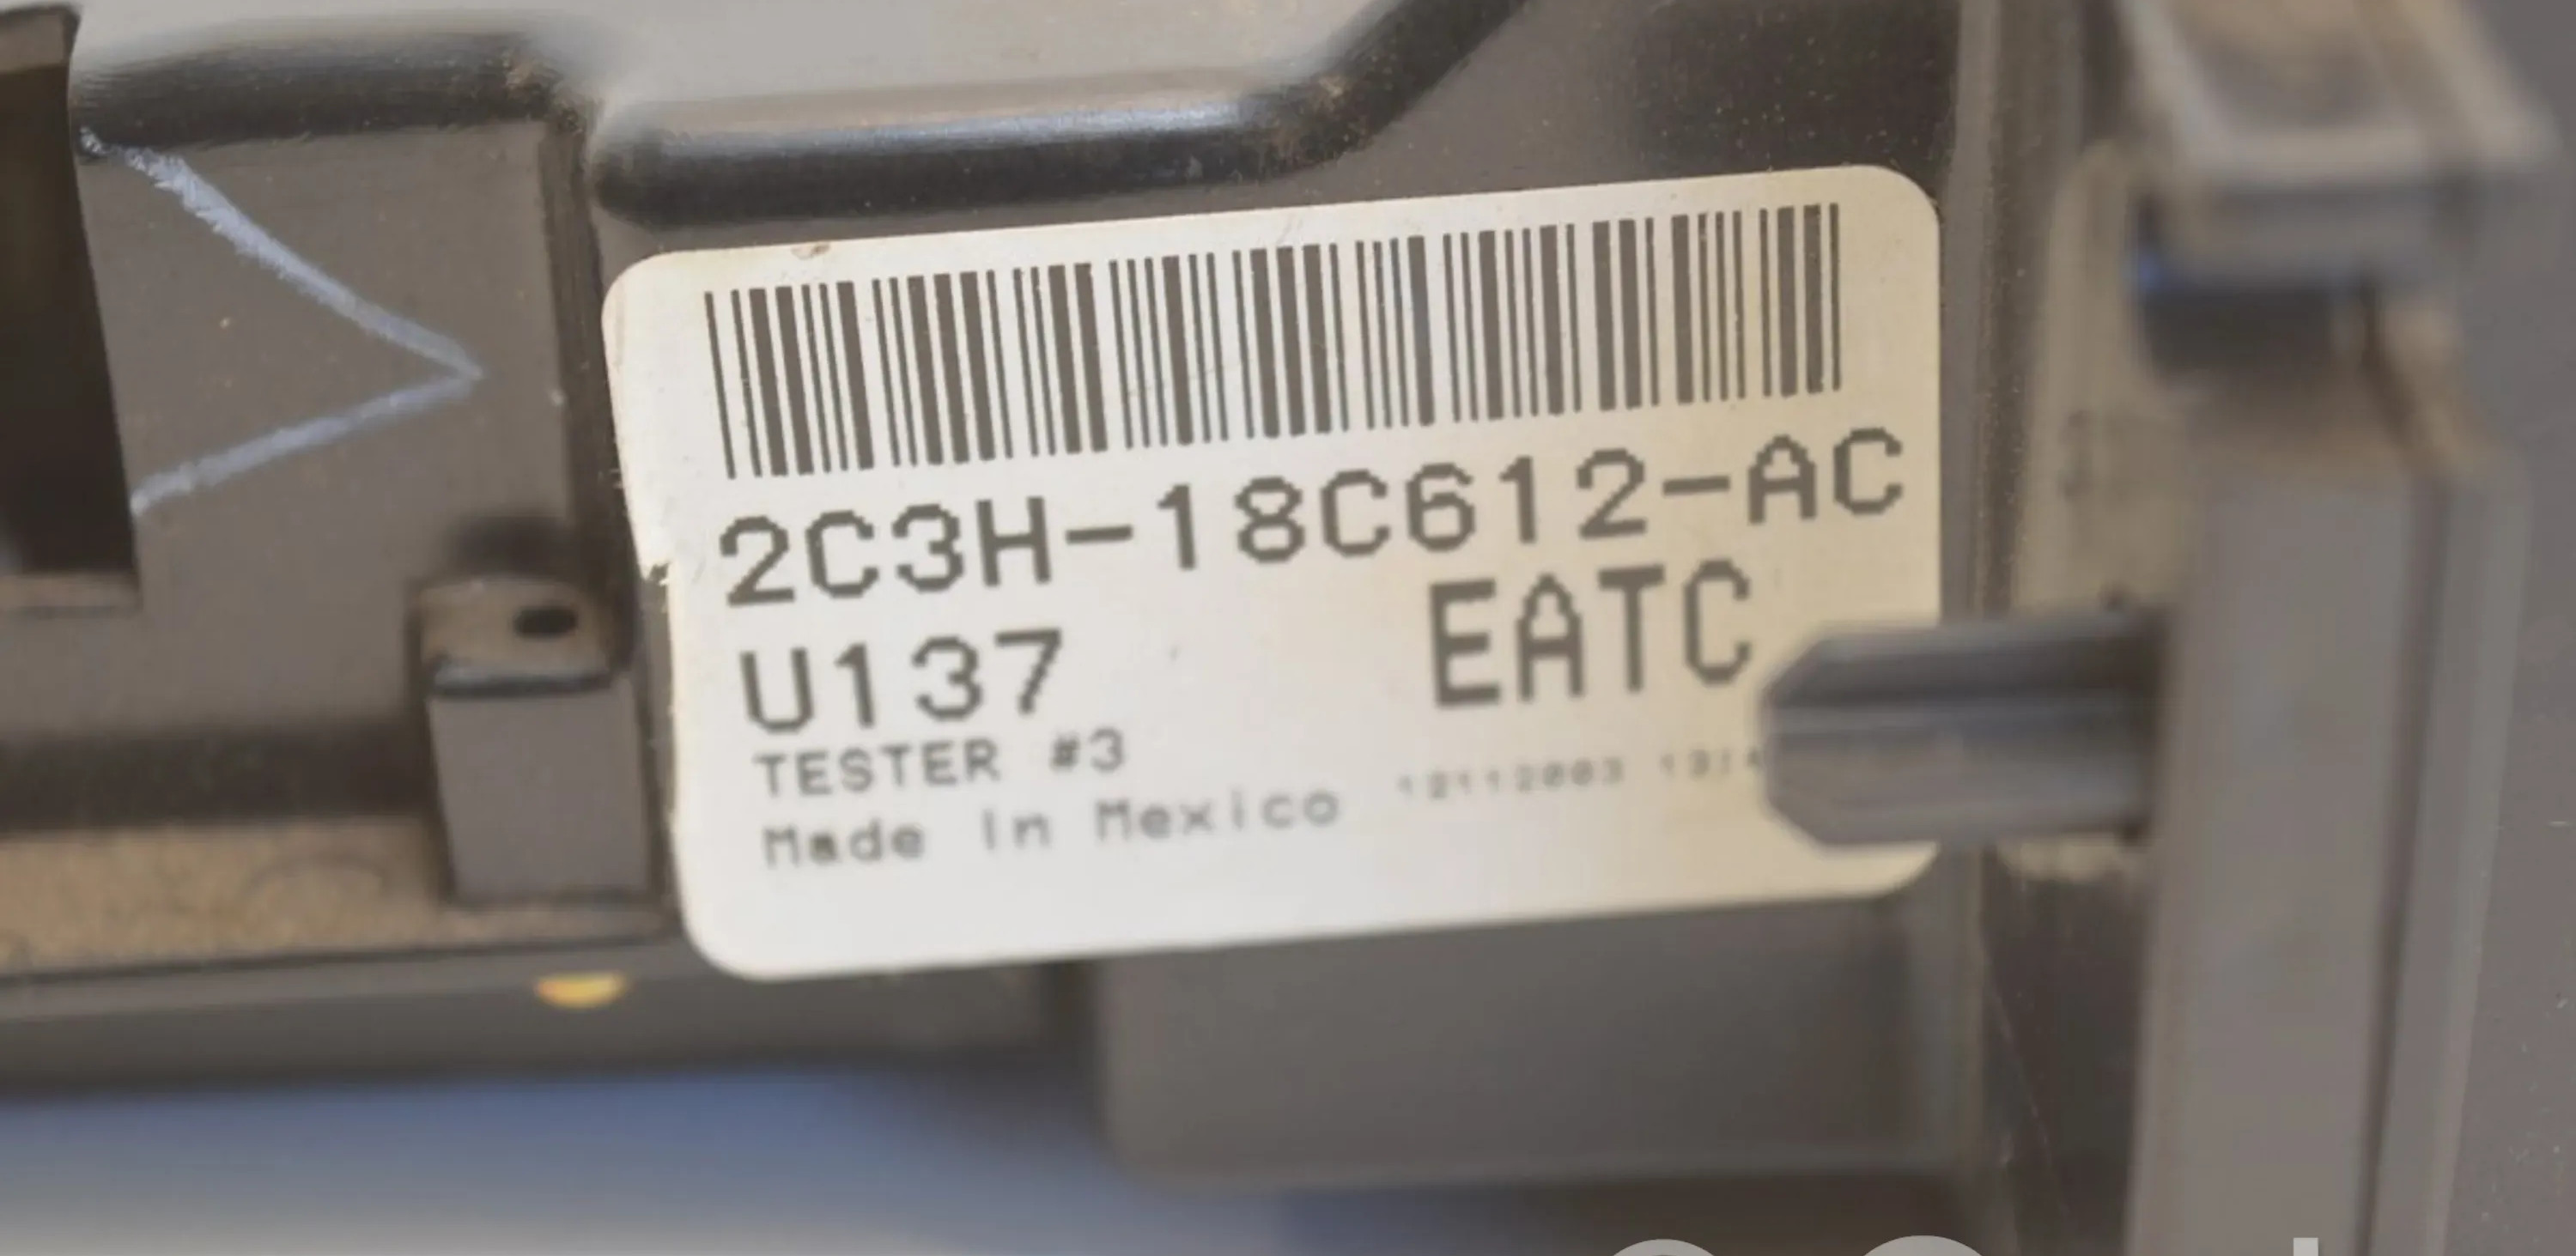 2C3H-18C612-AC
U137 EATC
TESTER #3
Made In Mexico